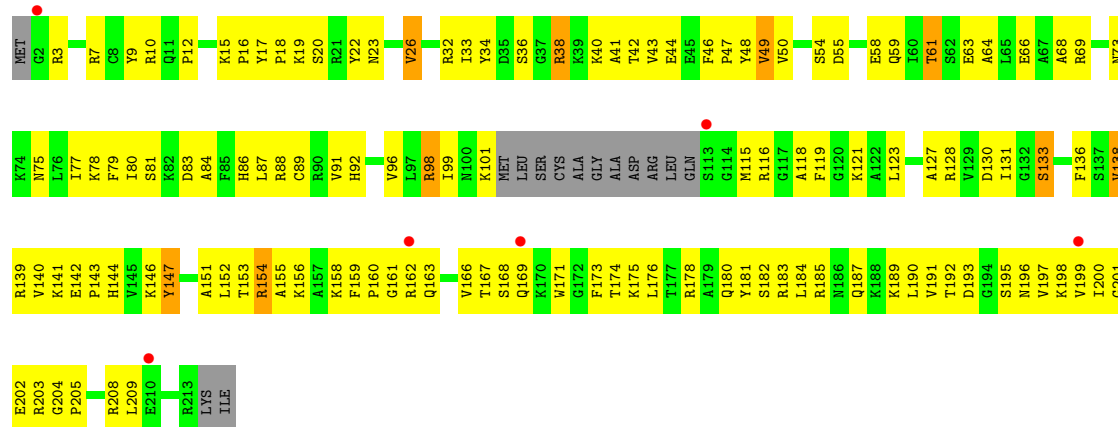 MET G2 R3 R7 C8 Y9 R10 Q11 P12 K15 P16 Y17 P18 K19 S20 R21 Y22 N23 V26 R32 I33 Y34 D35 S36 G37 R38 K39 K40 A41 T42 V43 E44 E45 F46 P47 Y48 V49 V50 S54 D55 E58 Q59 I60 T61 S62 E63 A64 L65 E66 A67 A68 R69 N73
K74 N75 L76 I77 K78 F79 I80 S81 K82 D83 A84 F85 H86 L87 R88 C89 R90 V91 H92 V96 L97 R98 I99 N100 K101 MET LEU SER CYS ALA GLY ALA ASP ARG LEU GLN S113 G114 M115 R116 G117 A118 F119 G120 K121 A122 L123 A127 R128 V129 D130 I131 G132 S133 F136 S137 V138
R139 V140 K141 E142 P143 H144 V145 K146 Y147 A151 L152 T153 R154 A155 K156 A157 K158 F159 P160 G161 R162 Q163 V166 T167 S168 Q169 K170 W171 G172 F173 T174 K175 L176 T177 R178 A179 Q180 Y181 S182 R183 L184 R185 N186 Q187 K188 K189 L190 V191 T192 D193 G194 S195 N196 V197 K198 V199 I200 G201
E202 R203 G204 P205 R208 L209 E210 R213 LYS ILE